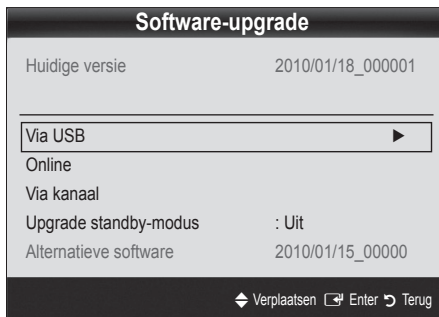 Software-upgrade
Huidige versie 2010/01/18_000001
Via USB ►
Online
Via kanaal
Upgrade standby-modus : Uit
Alternatieve software 2010/01/15_00000
Verplaatsen Enter Terug